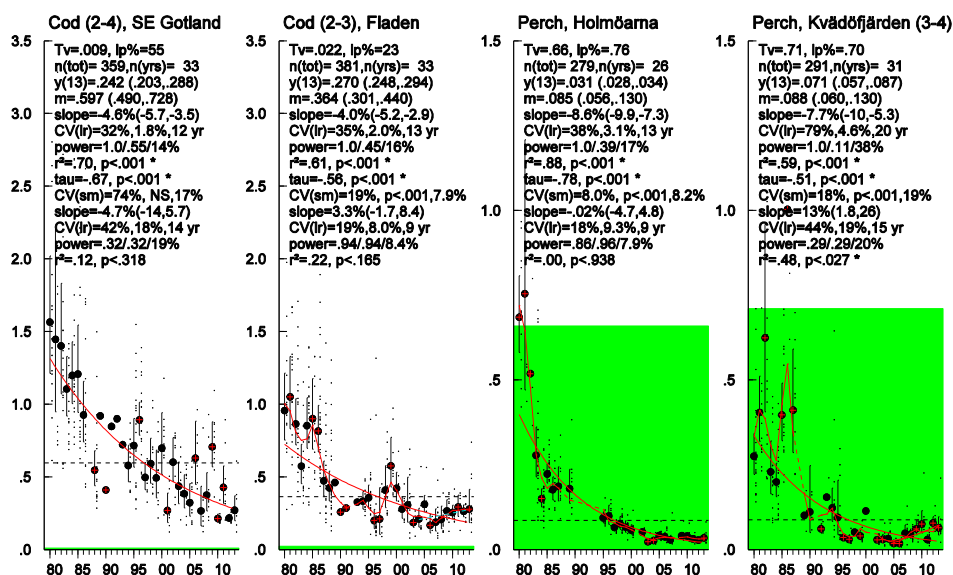 Cod (2-4), SE Gotland
3.5
3.0
2.5
2.0
1.5
1.0
.5
.0
Tv=.009, lp%=55
n(tot)= 359,n(yrs)= 33
y(13)=.242 (.203,.288)
m=.597 (.490,.728)
slope=-4.6%(-5.7,-3.5)
CV(lr)=32%,1.8%,12 yr
power=1.0/.55/14%
r²=.70, p<.001 *
tau=-.67, p<.001 *
CV(sm)=74%, NS,17%
slope=-4.7%(-14,5.7)
CV(lr)=42%,18%,14 yr
power=.32/.32/19%
r²=.12, p<.318
80 85 90 95 00 05 10
Cod (2-3), Fladen
3.5
3.0
2.5
2.0
1.5
1.0
.5
.0
Tv=.022, lp%=23
n(tot)= 381,n(yrs)= 33
y(13)=.270 (.248,.294)
m=.364 (.301,.440)
slope=-4.0%(-5.2,-2.9)
CV(lr)=35%,2.0%,13 yr
power=1.0/.45/16%
r²=.61, p<.001 *
tau=-.56, p<.001 *
CV(sm)=19%, p<.001,7.9%
slope=3.3%(-1.7,8.4)
CV(lr)=19%,8.0%,9 yr
power=.94/.94/8.4%
r²=.22, p<.165
80 85 90 95 00 05 10
Perch, Holmöarna
1.5
1.0
.5
.0
Tv=.66, lp%=.76
n(tot)= 279,n(yrs)= 26
y(13)=.031 (.028,.034)
m=.085 (.056,.130)
slope=-8.6%(-9.9,-7.3)
CV(lr)=38%,3.1%,13 yr
power=1.0/.39/17%
r²=.88, p<.001 *
tau=-.78, p<.001 *
CV(sm)=8.0%, p<.001,8.2%
slope=-.02%(-4.7,4.8)
CV(lr)=18%,9.3%,9 yr
power=.86/.96/7.9%
r²=.00, p<.938
80 85 90 95 00 05 10
Perch, Kvädöfjärden (3-4)
1.5
1.0
.5
.0
Tv=.71, lp%=.70
n(tot)= 291,n(yrs)= 31
y(13)=.071 (.057,.087)
m=.088 (.060,.130)
slope=-7.7%(-10,-5.3)
CV(lr)=79%,4.6%,20 yr
power=1.0/.11/38%
r²=.59, p<.001 *
tau=-.51, p<.001 *
CV(sm)=18%, p<.001,19%
slope=13%(1.8,26)
CV(lr)=44%,19%,15 yr
power=.29/.29/20%
r²=.48, p<.027 *
80 85 90 95 00 05 10